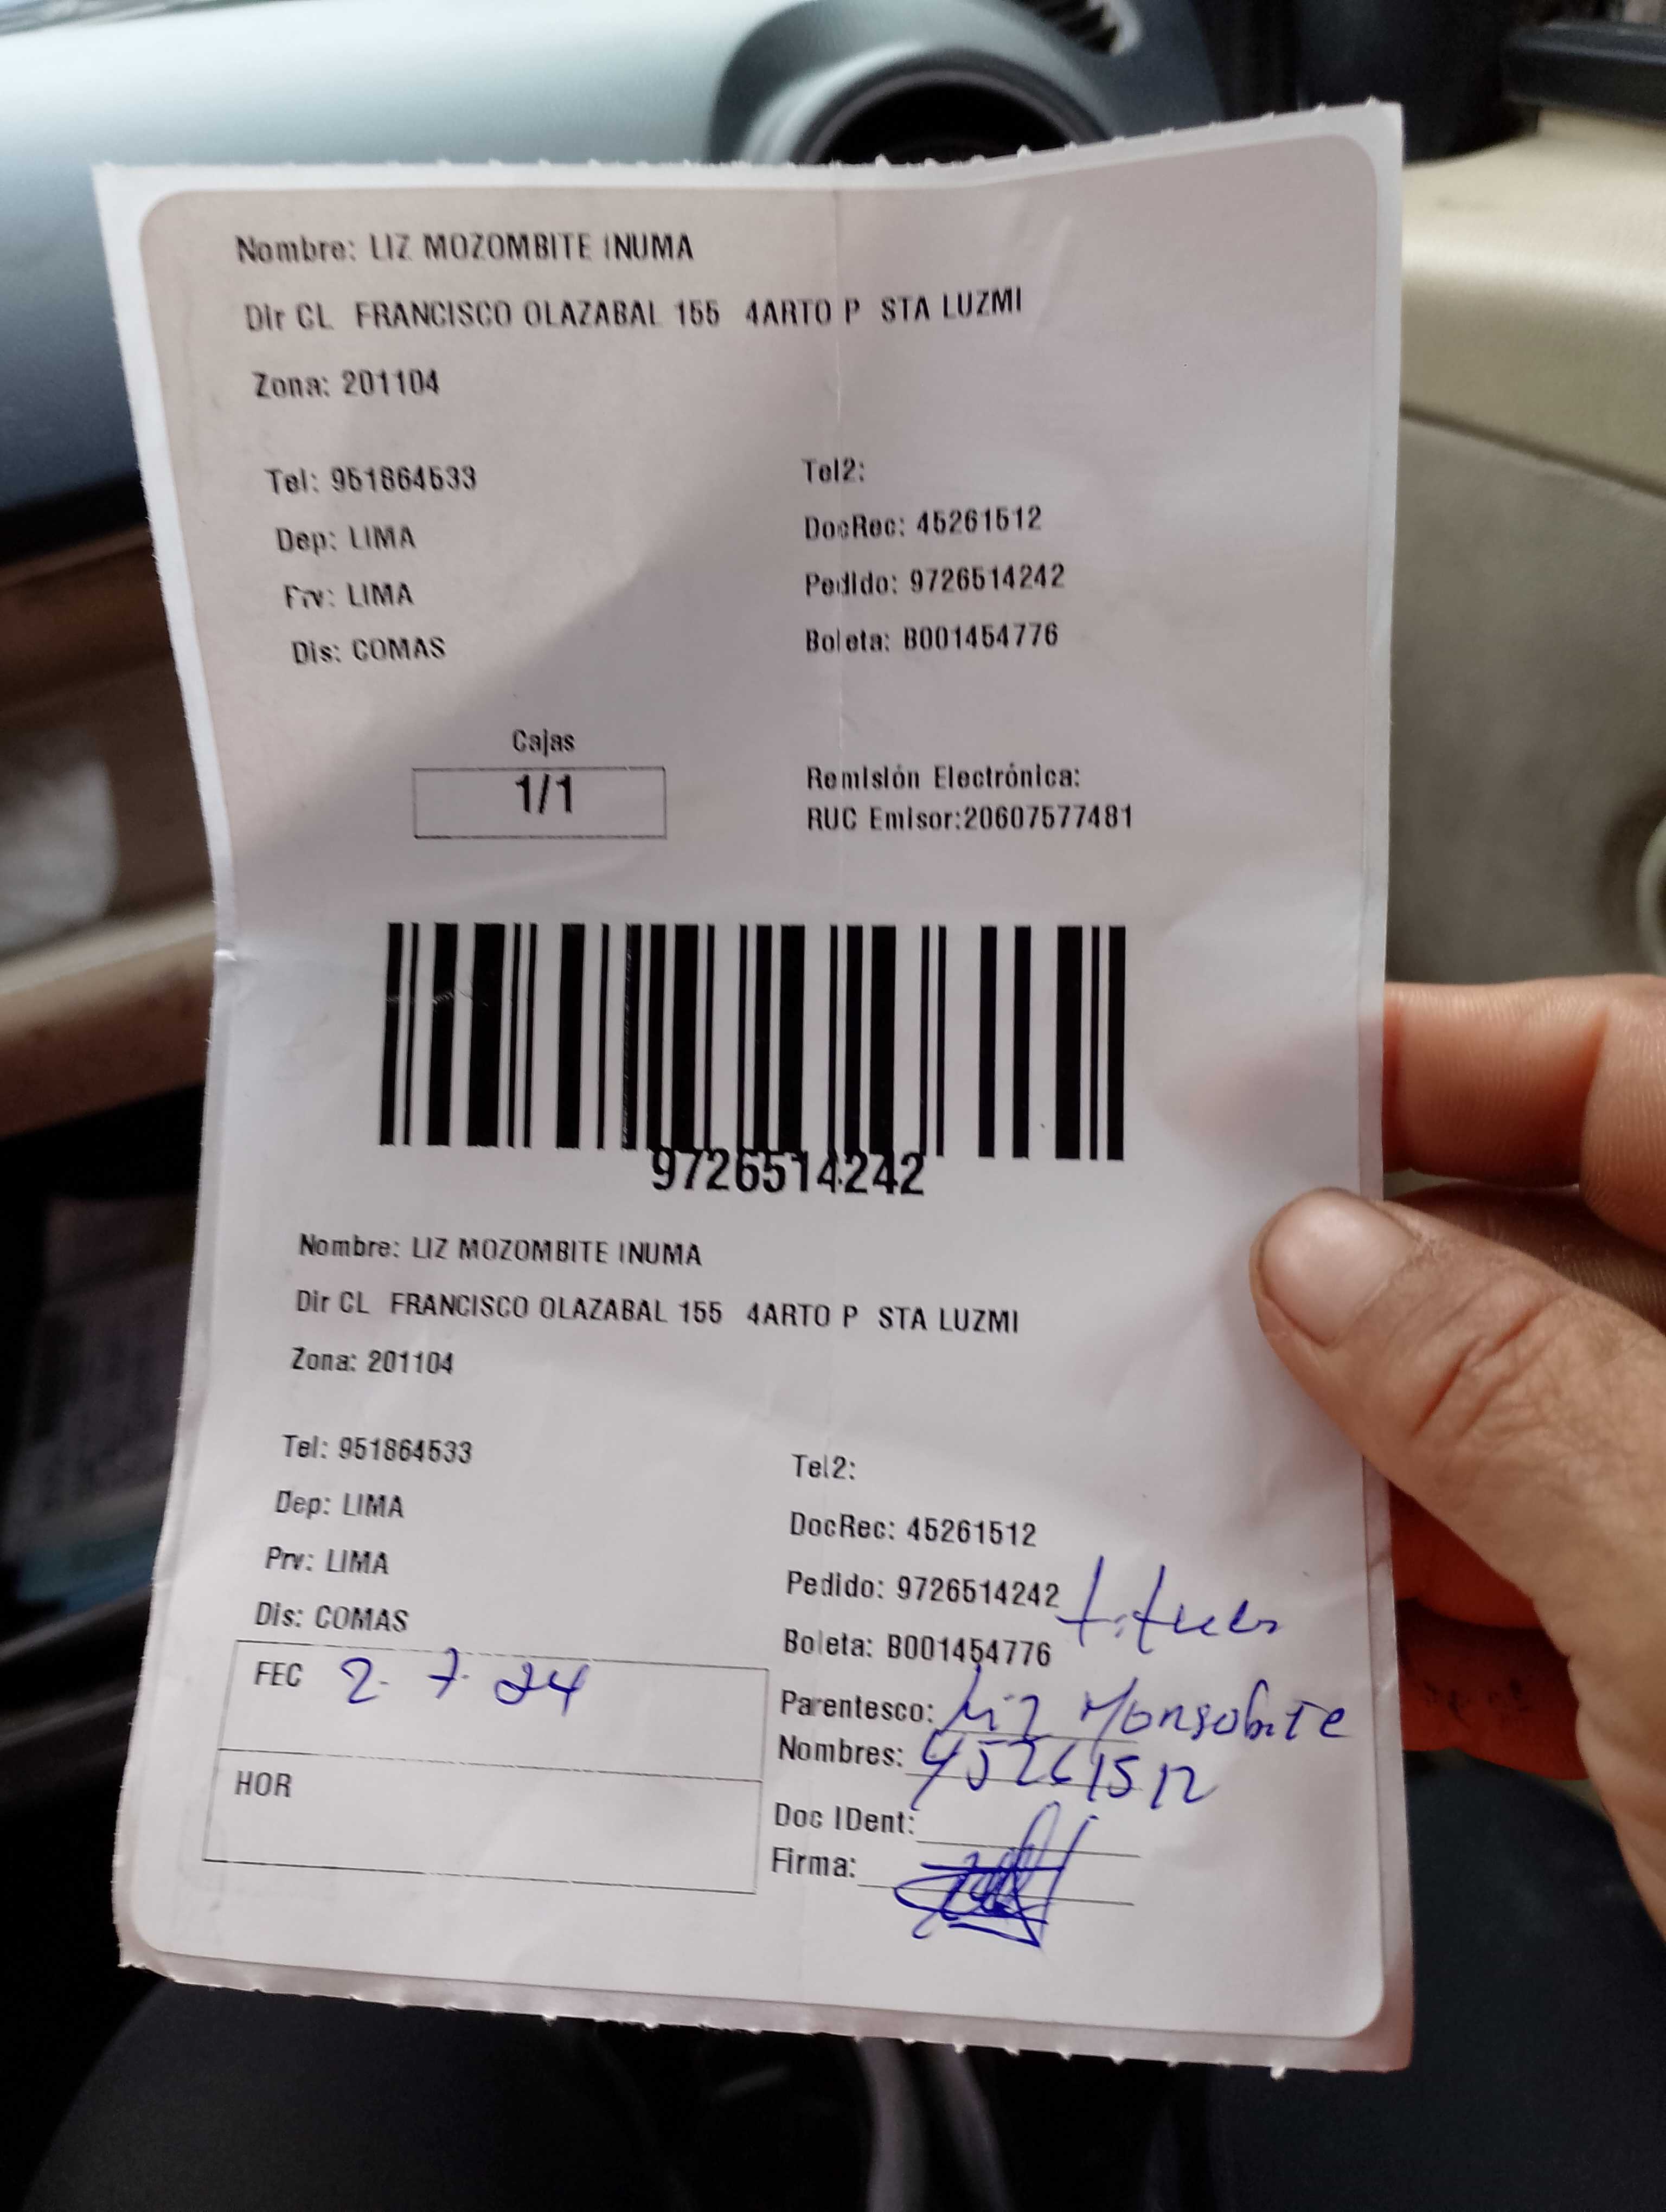 Nombre: LIZ MOZOMBITE INUMA
Dir CL FRANCISCO OLAZABAL 155 4ARTO P STA LUZMI
Zona: 201104
Tel: 951864533 Tel2:
Dep: LIMA DocRec: 45261512
Prv: LIMA Pedido: 9726514242
Dis: COMAS Boleta: B001454776
Cajas
1/1
Remisión Electrónica:
RUC Emisor:20607577481
9726514242
Nombre: LIZ MOZOMBITE INUMA
Dir CL FRANCISCO OLAZABAL 155 4ARTO P STA LUZMI
Zona: 201104
Tel: 951864533 Tel2:
Dep: LIMA DocRec: 45261512
Prv: LIMA Pedido: 9726514242
Dis: COMAS Boleta: B001454776
FEC 2-7-24
HOR
Parentesco: Liz Monsobite
Nombres: 45261512
Doc IDent:
Firma: